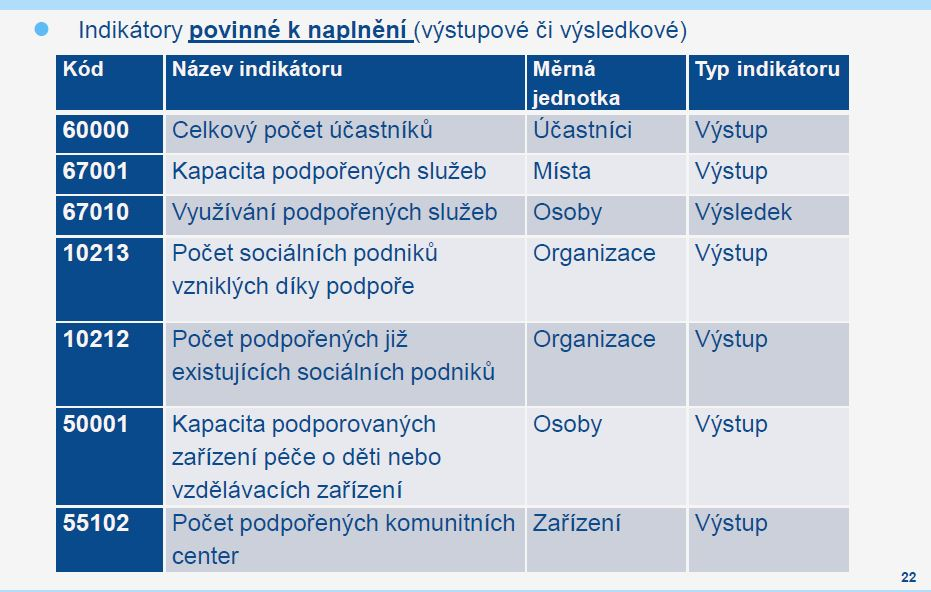 Indikátory povinné k naplnění (výstupové či výsledkové)
Kód Název indikátoru Měrná jednotka Typ indikátoru
60000 Celkový počet účastníků Účastníci Výstup
67001 Kapacita podpořených služeb Místa Výstup
67010 Využívání podpořených služeb Osoby Výsledek
10213 Počet sociálních podniků Organizace Výstup
vzniklých díky podpoře
10212 Počet podpořených již Organizace Výstup
existujících sociálních podniků
50001 Kapacita podporovaných Osoby Výstup
zařízení péče o děti nebo
vzdělávacích zařízení
55102 Počet podpořených komunitních Zařízení Výstup
center
22